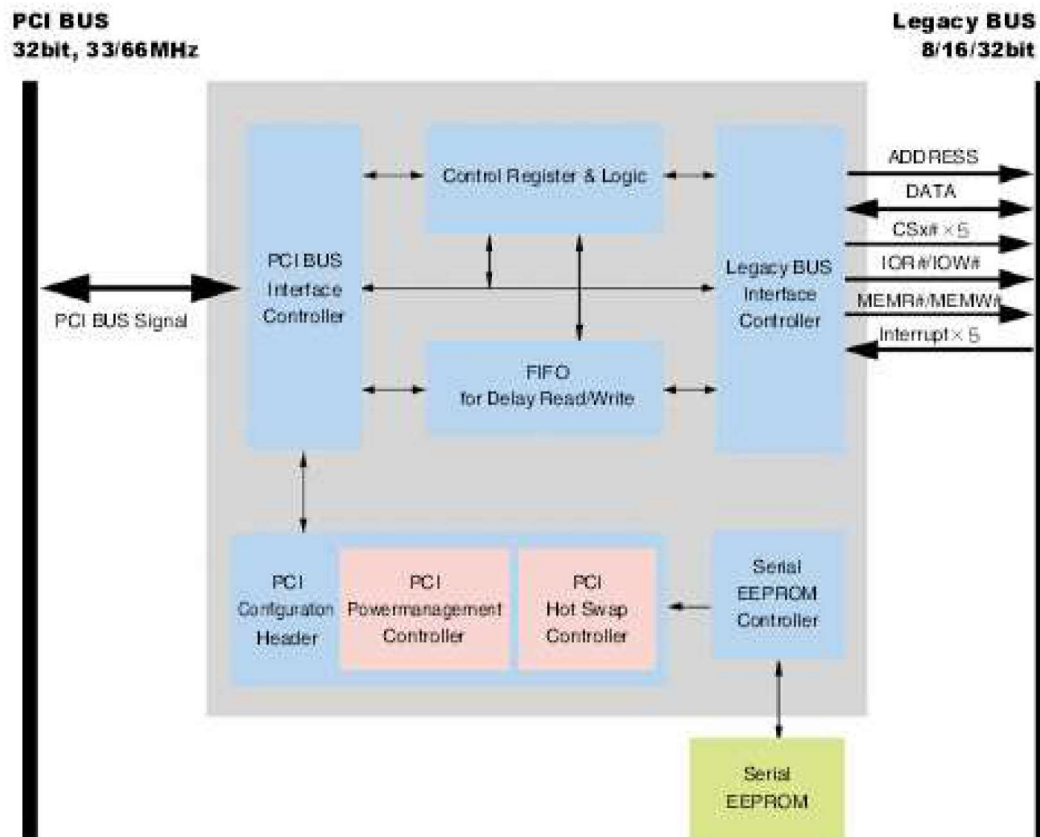 PCI BUS
32bit, 33/66MHz
Legacy BUS
8/16/32bit
PCI BUS Signal
PCI BUS
Interface
Controller
Control Register & Logic
FIFO
for Delay Read/Write
Legacy BUS
Interface
Controller
ADDRESS
DATA
CSx# × 5
IOR#/IOW#
MEMR#/MEMW#
Interrupt × 5
PCI
Configuration
Header
PCI
Powermanagement
Controller
PCI
Hot Swap
Controller
Serial
EEPROM
Controller
Serial
EEPROM